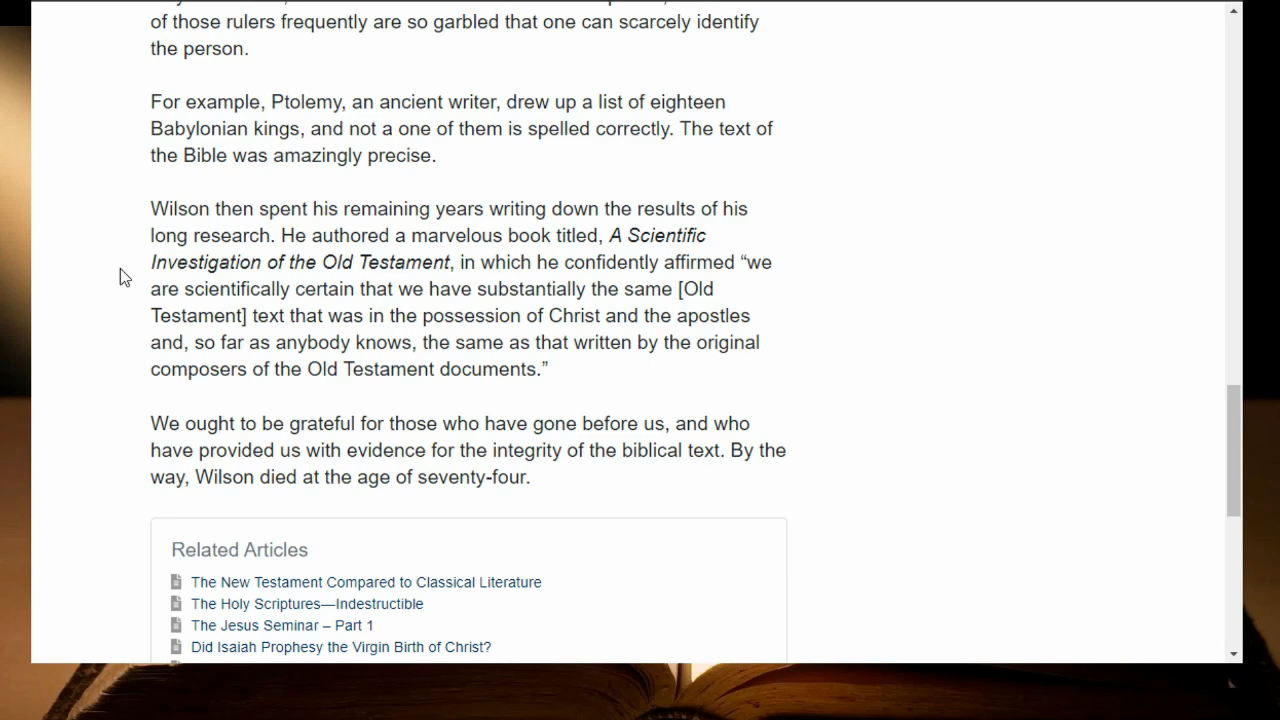 of those rulers frequently are so garbled that one can scarcely identify
the person.
For example, Ptolemy, an ancient writer, drew up a list of eighteen
Babylonian kings, and not a one of them is spelled correctly. The text of
the Bible was amazingly precise.
Wilson then spent his remaining years writing down the results of his
long research. He authored a marvelous book titled, A Scientific
Investigation of the Old Testament, in which he confidently affirmed “we
are scientifically certain that we have substantially the same [Old
Testament] text that was in the possession of Christ and the apostles
and, so far as anybody knows, the same as that written by the original
composers of the Old Testament documents.”
We ought to be grateful for those who have gone before us, and who
have provided us with evidence for the integrity of the biblical text. By the
way, Wilson died at the age of seventy-four.
Related Articles
The New Testament Compared to Classical Literature
The Holy Scriptures—Indestructible
The Jesus Seminar – Part 1
Did Isaiah Prophesy the Virgin Birth of Christ?